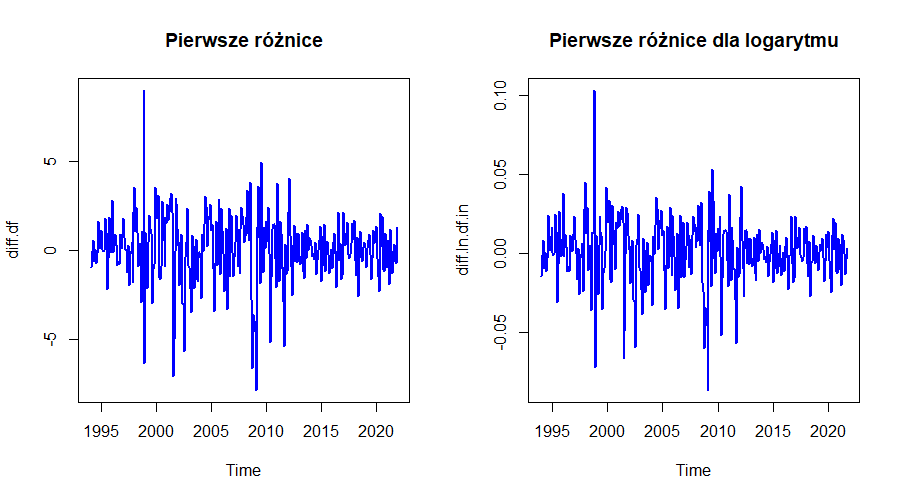 Pierwsze różnice
diff.df
5
0
-5
1995 2000 2005 2010 2015 2020
Time
Pierwsze różnice dla logarytmu
diff.ln.df.in
0.10
0.05
0.00
-0.05
1995 2000 2005 2010 2015 2020
Time